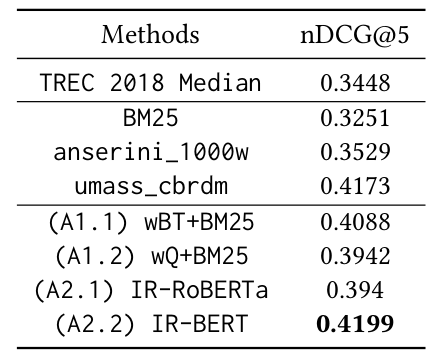 Methods nDCG@5
TREC 2018 Median 0.3448
BM25 0.3251
anserini_1000w 0.3529
umass_cbrdm 0.4173
(A1.1) wBT+BM25 0.4088
(A1.2) wQ+BM25 0.3942
(A2.1) IR-RoBERTa 0.394
(A2.2) IR-BERT 0.4199